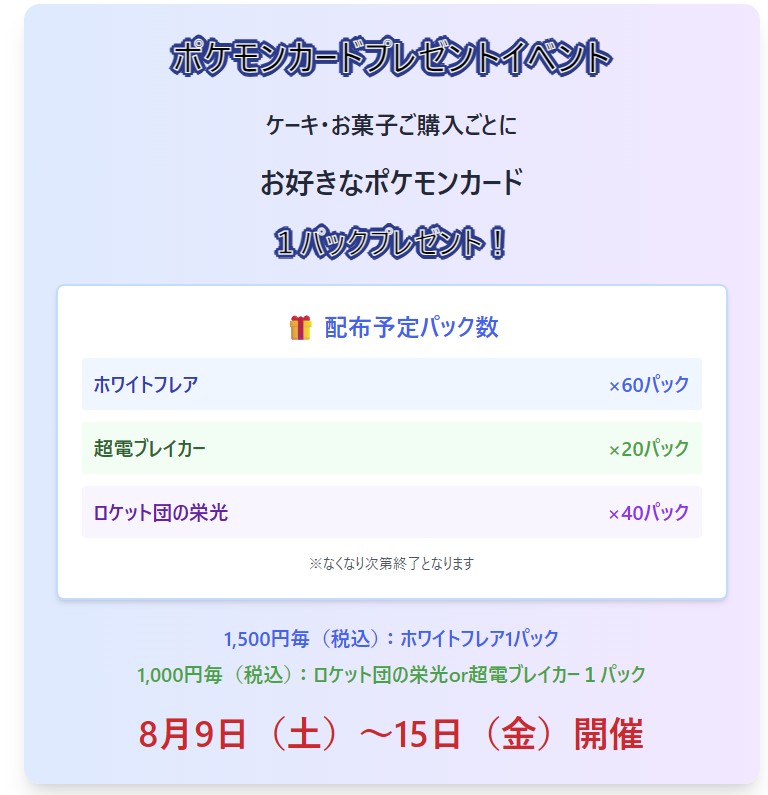 ポケモンカードプレゼントイベント
ケーキ・お菓子ご購入ごとに
お好きなポケモンカード
１パックプレゼント！
配布予定パック数
ホワイトフレア ×60パック
超電ブレイカー ×20パック
ロケット団の栄光 ×40パック
※なくなり次第終了となります
1,500円毎（税込）：ホワイトフレア1パック
1,000円毎（税込）：ロケット団の栄光or超電ブレイカー１パック
8月9日（土）～15日（金）開催